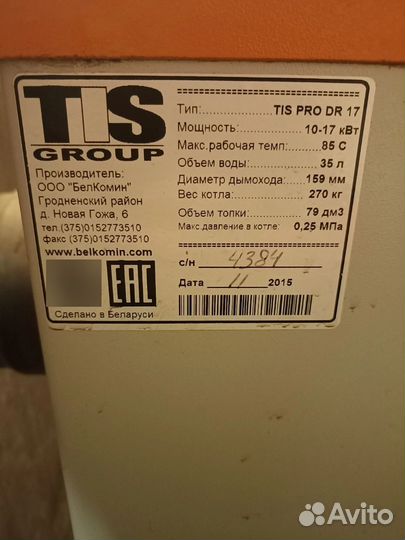 TIS
GROUP
Производитель:
ООО "БелКомин"
Гродненский район
д. Новая Гожа, 6
тел.(375)0152773510
факс (375)0152773510
www.belkomin.com
EAC
Сделано в Беларуси
Тип: TIS PRO DR 17
Мощность: 10-17 кВт
Макс.рабочая темп: 85 С
Объем воды: 35 л
Диаметр дымохода: 159 мм
Вес котла: 270 кг
Объем топки: 79 дм3
Макс давление в котле: 0,25 МПа
с/н 4384
Дата 11 2015
Avito